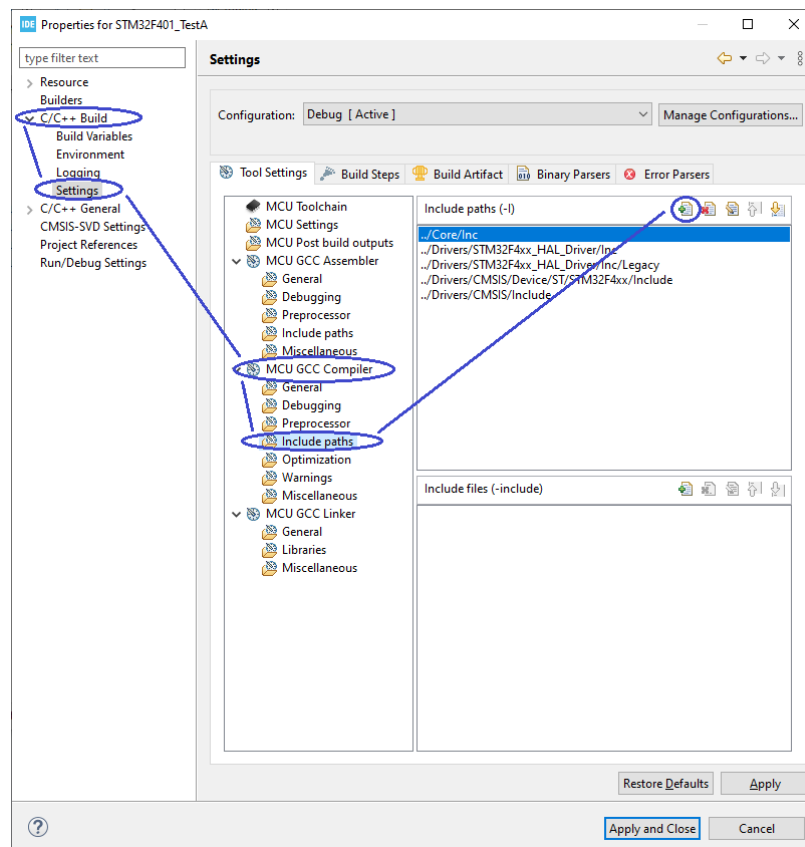 IDE Properties for STM32F401_TestA
type filter text
Resource
Builders
C/C++ Build
Build Variables
Environment
Logging
Settings
C/C++ General
CMSIS-SVD Settings
Project References
Run/Debug Settings
Settings
Configuration: Debug [ Active ]
Manage Configurations...
Tool Settings Build Steps Build Artifact Binary Parsers Error Parsers
MCU Toolchain
MCU Settings
MCU Post build outputs
MCU GCC Assembler
General
Debugging
Preprocessor
Include paths
Miscellaneous
MCU GCC Compiler
General
Debugging
Preprocessor
Include paths
Optimization
Warnings
Miscellaneous
MCU GCC Linker
General
Libraries
Miscellaneous
Include paths (-I)
../Core/Inc
../Drivers/STM32F4xx_HAL_Driver/Inc
../Drivers/STM32F4xx_HAL_Driver/Inc/Legacy
../Drivers/CMSIS/Device/ST/STM32F4xx/Include
../Drivers/CMSIS/Include
Include files (-include)
Restore Defaults Apply
? Apply and Close Cancel